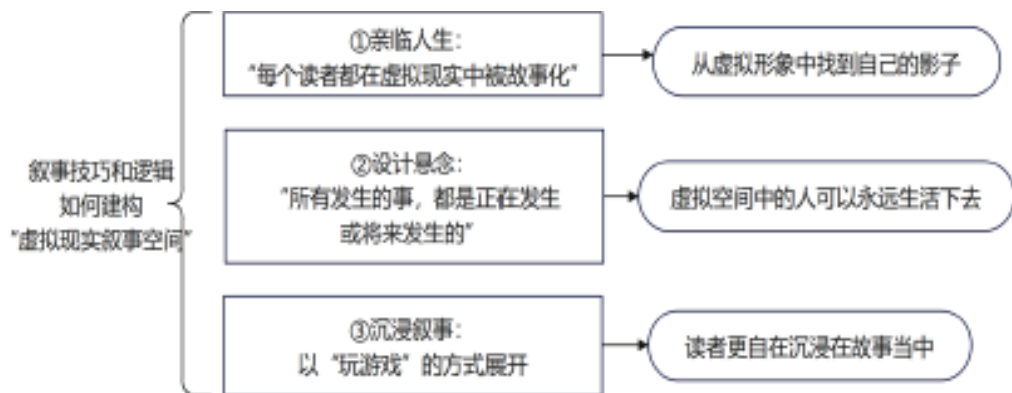 叙事技巧和逻辑
如何建构
“虚拟现实叙事空间”
①亲临人生：
“每个读者都在虚拟现实中被故事化”
从虚拟形象中找到自己的影子
②设计悬念：
“所有发生的事，都是正在发生
或将来发生的”
虚拟空间中的人可以永远生活下去
③沉浸叙事：
以“玩游戏”的方式展开
读者更自在沉浸在故事当中